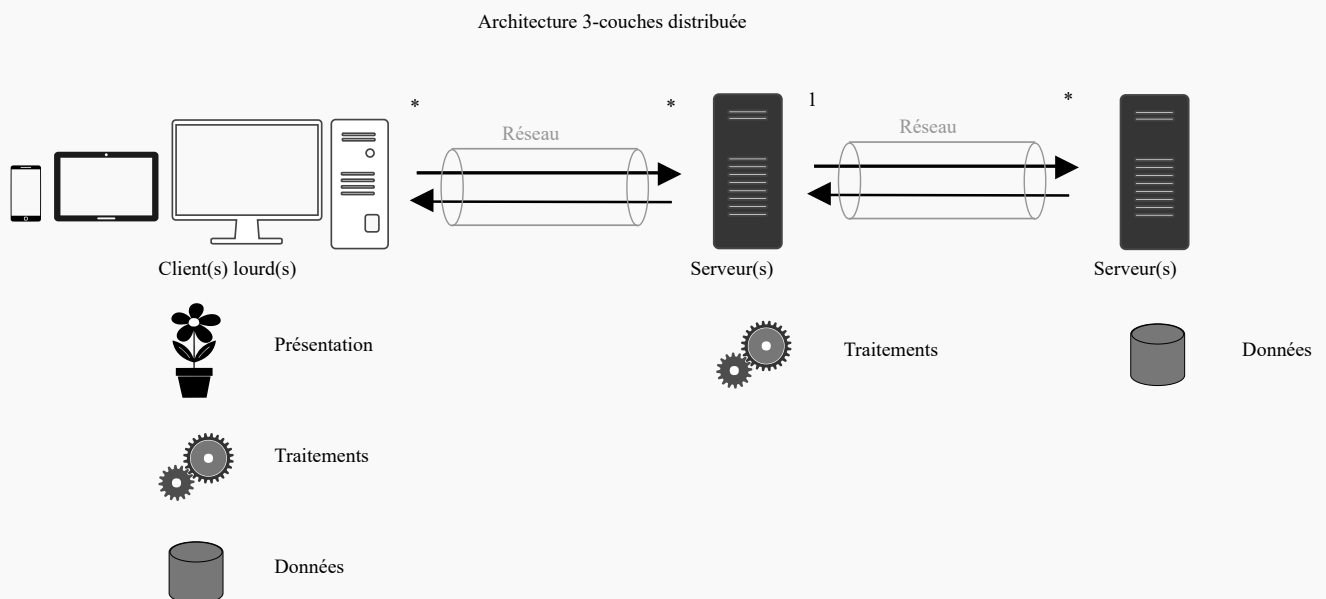 Architecture 3-couches distribuée
* * 1 *
Réseau Réseau
Client(s) lourd(s) Serveur(s) Serveur(s)
Présentation Traitements Données
Traitements
Données